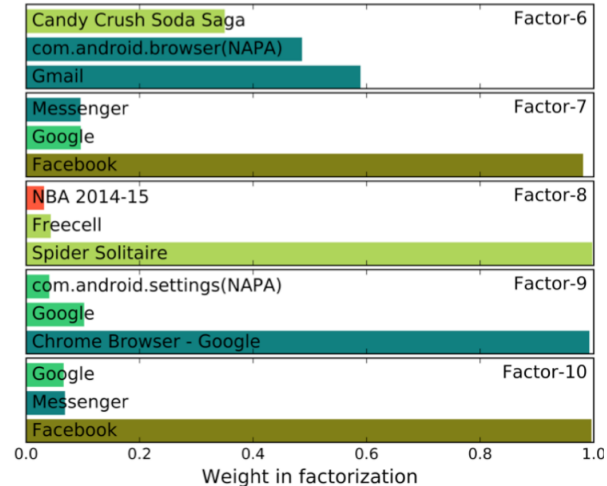 Candy Crush Soda Saga
Factor-6
com.android.browser(NAPA)
Gmail
Messenger
Factor-7
Google
Facebook
NBA 2014-15
Factor-8
Freecell
Spider Solitaire
com.android.settings(NAPA)
Factor-9
Google
Chrome Browser - Google
Google
Factor-10
Messenger
Facebook
0.0 0.2 0.4 0.6 0.8 1.0
Weight in factorization